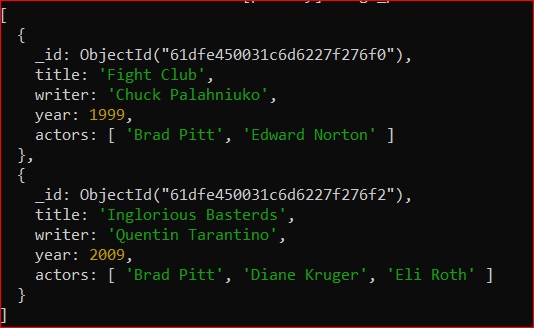 [
  {
    _id: ObjectId("61dfe450031c6d6227f276f0"),
    title: 'Fight Club',
    writer: 'Chuck Palahniuko',
    year: 1999,
    actors: [ 'Brad Pitt', 'Edward Norton' ]
  },
  {
    _id: ObjectId("61dfe450031c6d6227f276f2"),
    title: 'Inglorious Basterds',
    writer: 'Quentin Tarantino',
    year: 2009,
    actors: [ 'Brad Pitt', 'Diane Kruger', 'Eli Roth' ]
  }
]